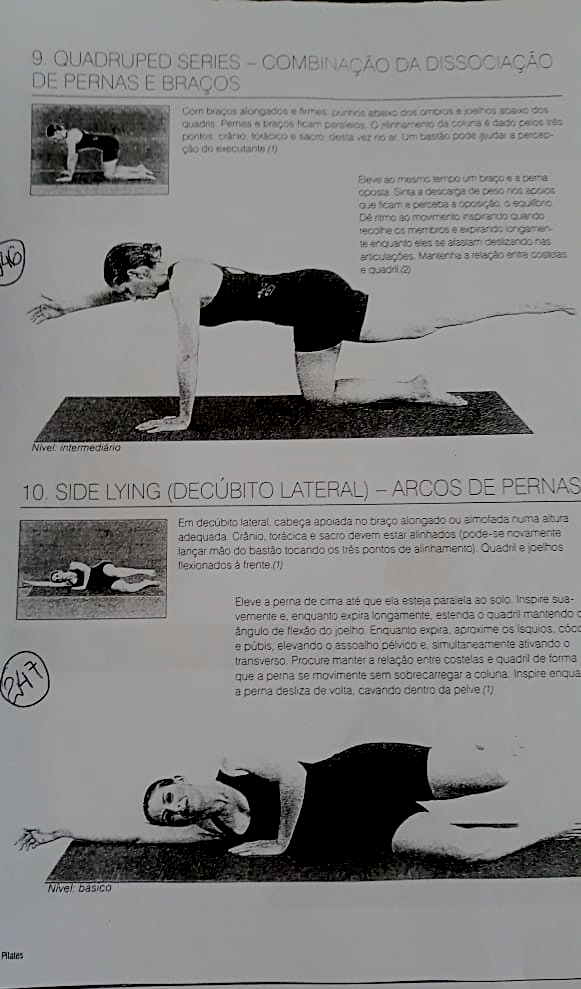 9. QUADRUPED SERIES – COMBINAÇÃO DA DISSOCIAÇÃO
DE PERNAS E BRAÇOS
Com braços alongados e firmes, punhos abaixo dos ombros e joelhos abaixo dos
quadris. Pernas e braços ficam paralelos. O alinhamento da coluna é dado pelos três
pontos: crânio, torácico e sacro, desta vez no ar. Um bastão pode ajudar a percep-
ção do executante.(1)
Eleve ao mesmo tempo um braço e a perna
oposta. Sinta a descarga de peso nos apoios
que ficam e perceba a oposição, o equilíbrio.
Dê ritmo ao movimento inspirando quando
recolhe os membros e expirando longamen-
te enquanto eles se afastam deslizando nas
articulações. Mantenha a relação entre costelas
e quadril.(2)
246
Nível: intermediário
10. SIDE LYING (DECÚBITO LATERAL) – ARCOS DE PERNAS
Em decúbito lateral, cabeça apoiada no braço alongado ou almofada numa altura
adequada. Crânio, torácica e sacro devem estar alinhados (pode-se novamente
lançar mão do bastão tocando os três pontos de alinhamento). Quadril e joelhos
flexionados à frente.(1)
Eleve a perna de cima até que ela esteja paralela ao solo. Inspire sua-
vemente e, enquanto expira longamente, estenda o quadril mantendo o
ângulo de flexão do joelho. Enquanto expira, aproxime os ísquios, cócc
e púbis, elevando o assoalho pélvico e, simultaneamente ativando o
transverso. Procure manter a relação entre costelas e quadril de forma
que a perna se movimente sem sobrecarregar a coluna. Inspire enqua
a perna desliza de volta, cavando dentro da pelve.(1)
247
Nível: básico
Pilates